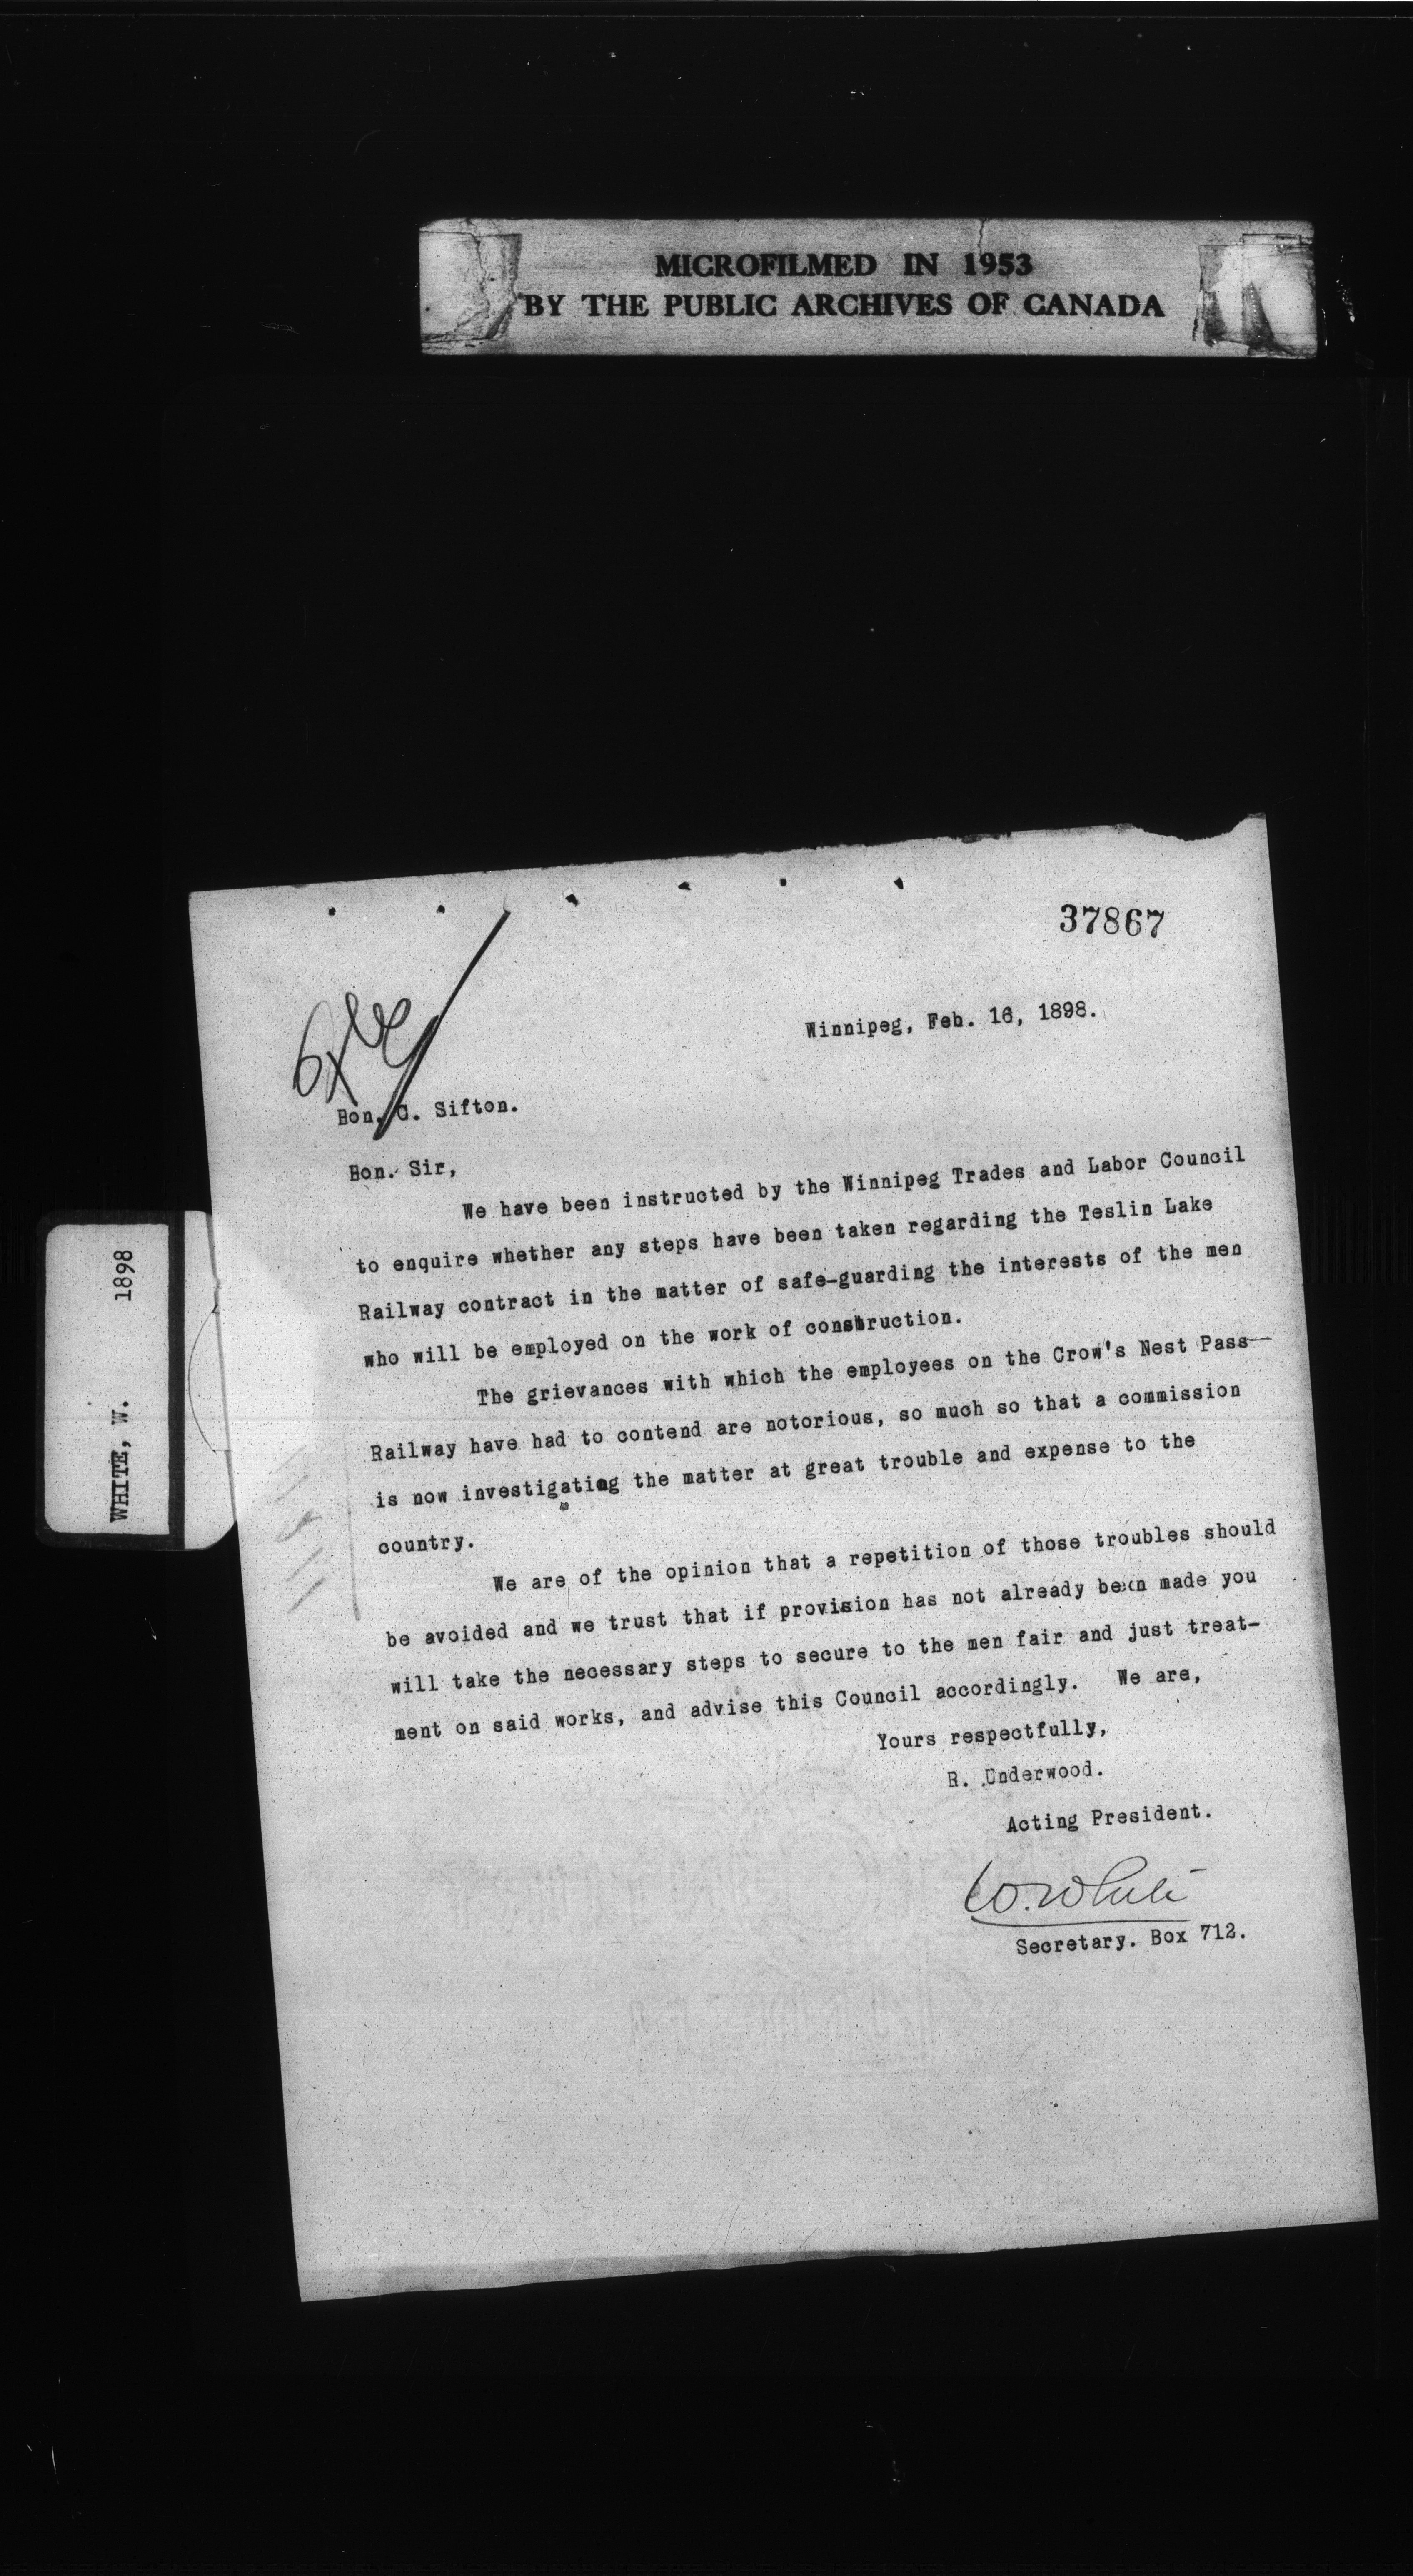 MICROFILMED IN 1953
BY THE PUBLIC ARCHIVES OF CANADA
37867
Winnipeg, Feb. 16, 1898.
Hon. C. Sifton.
Hon. Sir,
We have been instructed by the Winnipeg Trades and Labor Council
to enquire whether any steps have been taken regarding the Teslin Lake
Railway contract in the matter of safe-guarding the interests of the men
who will be employed on the work of construction.
The grievances with which the employees on the Crow's Nest Pass
Railway have had to contend are notorious, so much so that a commission
is now investigating the matter at great trouble and expense to the
country.
We are of the opinion that a repetition of those troubles should
be avoided and we trust that if provision has not already been made you
will take the necessary steps to secure to the men fair and just treat-
ment on said works, and advise this Council accordingly. We are,
Yours respectfully,
R. Underwood.
Acting President.
W. White
Secretary. Box 712.
WHITE, W. 1898